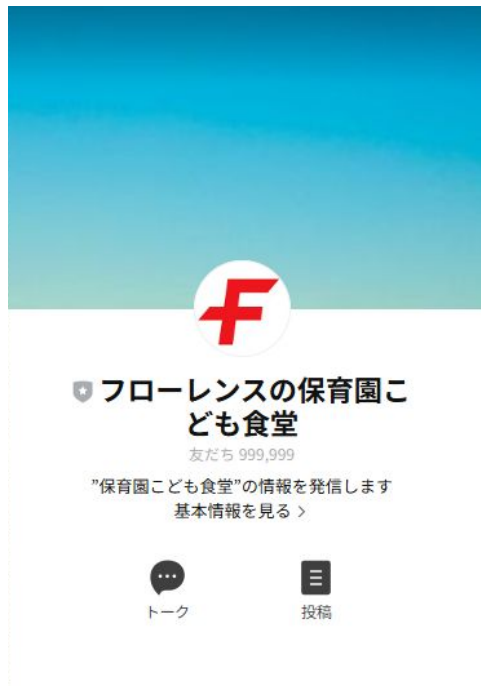 F
フローレンスの保育園こ
ども食堂
友だち 999,999
”保育園こども食堂”の情報を発信します
基本情報を見る >
トーク
投稿